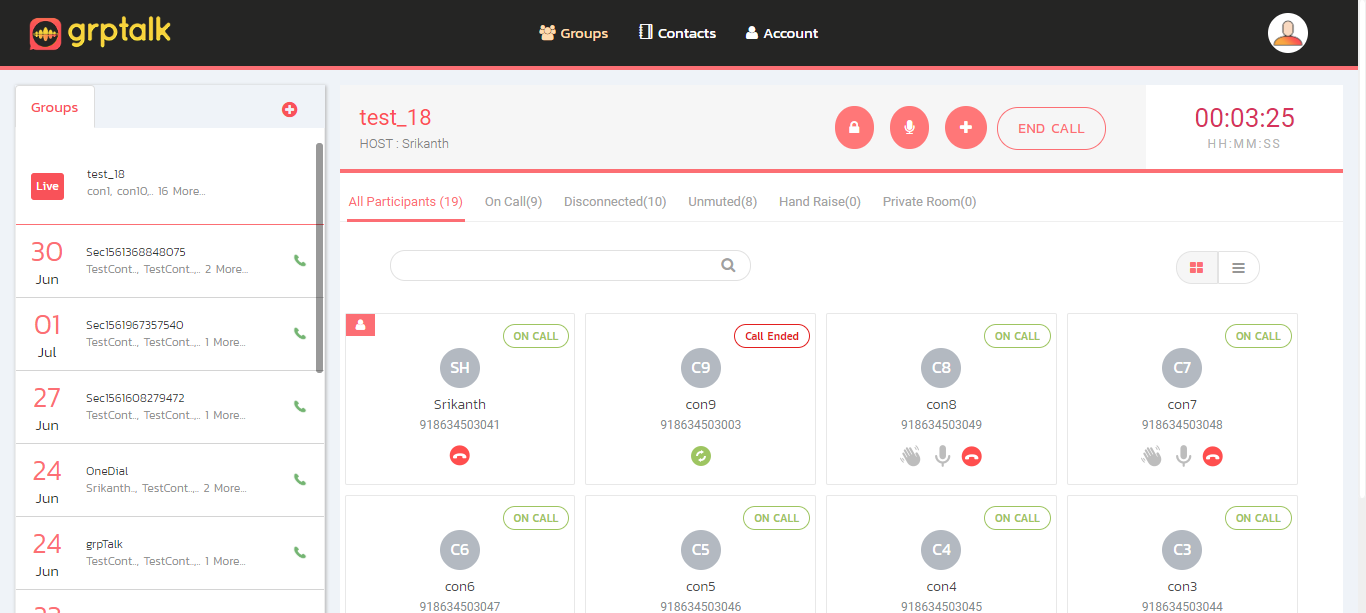 grptalk
Groups Contacts Account
Groups
Live
test_18
con1, con10,.. 16 More...
30 Jun
Sec1561368848075
TestCont.., TestCont..,.. 2 More...
01 Jul
Sec1561967357540
TestCont.., TestCont..,.. 1 More...
27 Jun
Sec1561608279472
TestCont.., TestCont..,.. 1 More...
24 Jun
OneDial
Srikanth.., TestCont..,.. 2 More...
24 Jun
grpTalk
TestCont.., TestCont..,.. 1 More...
test_18
HOST : Srikanth
END CALL
00:03:25
HH:MM:SS
All Participants (19) On Call(9) Disconnected(10) Unmuted(8) Hand Raise(0) Private Room(0)
ON CALL
SH
Srikanth
918634503041
Call Ended
C9
con9
918634503003
ON CALL
C8
con8
918634503049
ON CALL
C7
con7
918634503048
ON CALL
C6
con6
918634503047
ON CALL
C5
con5
918634503046
ON CALL
C4
con4
918634503045
ON CALL
C3
con3
918634503044